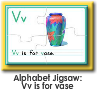 Vv
Vv is for vase.
Alphabet Jigsaw:
Vv is for vase